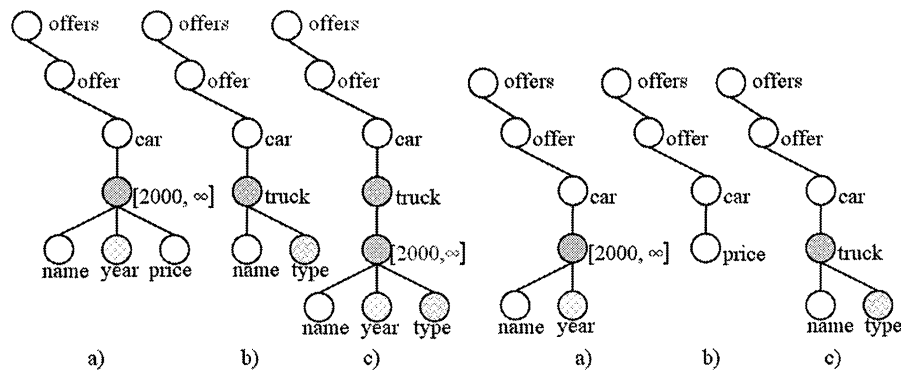 offers offers offers
offer offer offer
offers offers offers
car car car
offer offer offer
[2000, ∞] truck truck
car car car
name year price name type [2000,∞]
[2000, ∞] price truck
name year type
name year name type
a) b) c) a) b) c)